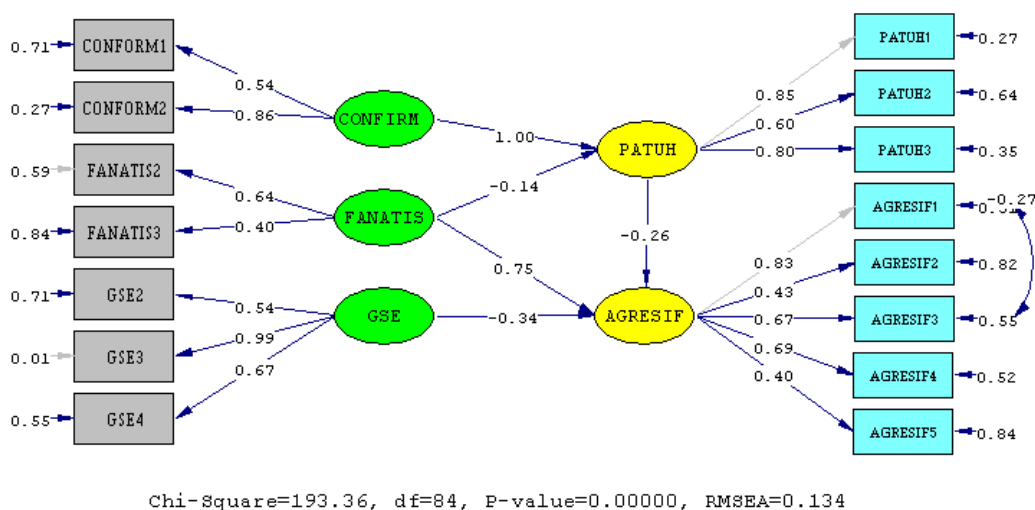 0.71
CONFORM1
0.27
CONFORM2
0.59
FANATIS2
0.84
FANATIS3
0.71
GSE2
0.01
GSE3
0.55
GSE4
0.54
0.86
0.64
0.40
0.54
0.99
0.67
CONFIRM
FANATIS
GSE
1.00
-0.14
0.75
-0.34
-0.26
PATUH
AGRESIF
0.85
0.60
0.80
0.83
0.43
0.67
0.69
0.40
PATUH1
0.27
PATUH2
0.64
PATUH3
0.35
AGRESIF1
-0.27
AGRESIF2
0.82
AGRESIF3
0.55
AGRESIF4
0.52
AGRESIF5
0.84
Chi-Square=193.36, df=84, P-value=0.00000, RMSEA=0.134